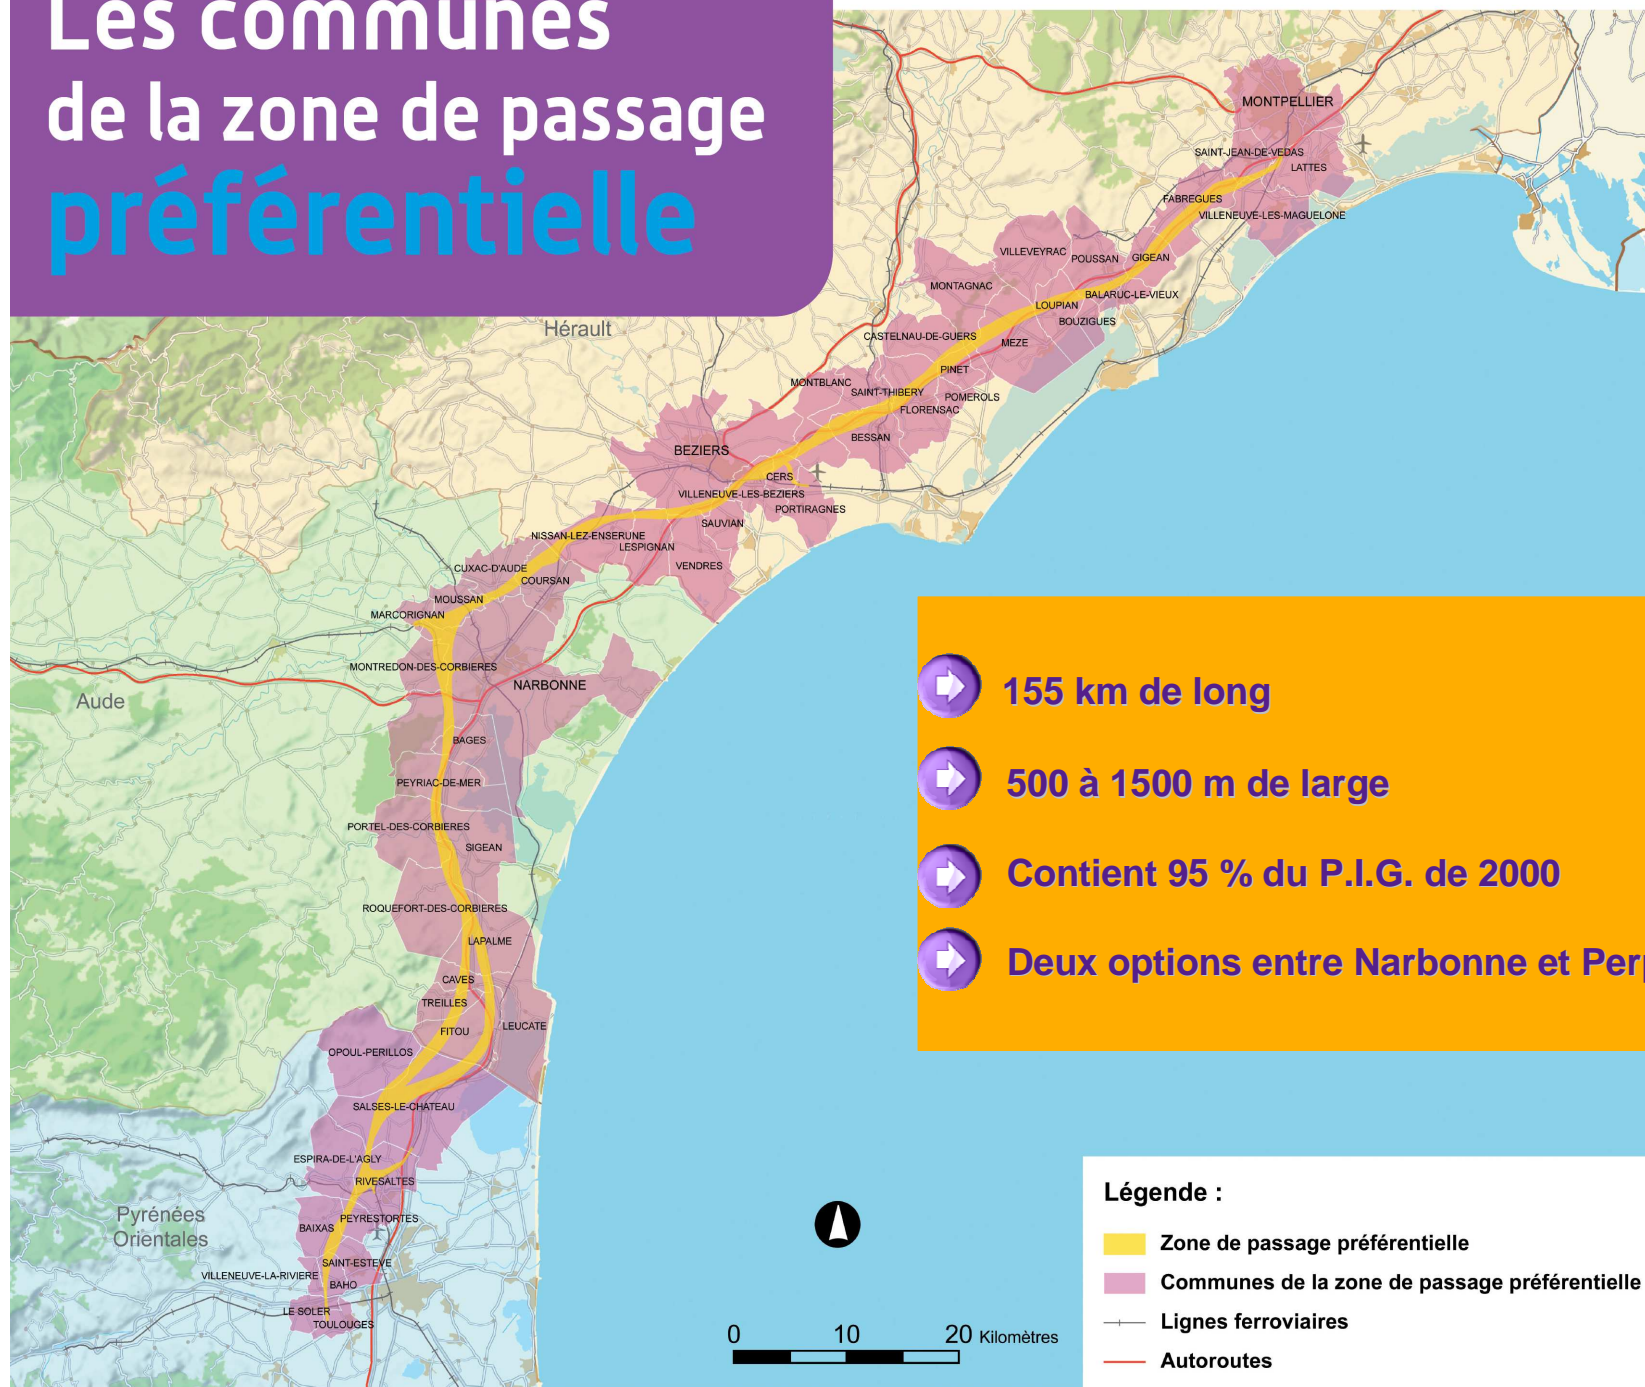 Les communes
de la zone de passage
préférentielle
MONTPELLIER
SAINT-JEAN-DE-VEDAS
LATTES
FABREGUES
VILLENEUVE-LES-MAGUELONE
VILLEVEYRAC
POUSSAN
GIGEAN
MONTAGNAC
BALARUC-LE-VIEUX
LOUPIAN
BOUZIGUES
Hérault
CASTELNAU-DE-GUERS
MEZE
PINET
MONTBLANC
SAINT-THIBERY
POMEROLS
FLORENSAC
BESSAN
BEZIERS
CERS
VILLENEUVE-LES-BEZIERS
PORTIRAGNES
SAUVIAN
NISSAN-LEZ-ENSERUNE
LESPIGNAN
VENDRES
CUXAC-D'AUDE
COURSAN
MOUSSAN
MARCORIGNAN
MONTREDON-DES-CORBIERES
NARBONNE
Aude
BAGES
PEYRIAC-DE-MER
PORTEL-DES-CORBIERES
SIGEAN
ROQUEFORT-DES-CORBIERES
LAPALME
CAVES
TREILLES
LEUCATE
FITOU
OPOUL-PERILLOS
SALSES-LE-CHATEAU
ESPIRA-DE-L'AGLY
RIVESALTES
Pyrénées
Orientales
PEYRESTORTES
BAIXAS
SAINT-ESTEVE
VILLENEUVE-LA-RIVIERE
BAHO
LE SOLER
TOULOUGES
155 km de long
500 à 1500 m de large
Contient 95 % du P.I.G. de 2000
Deux options entre Narbonne et Per
0 10 20 Kilomètres
Légende :
Zone de passage préférentielle
Communes de la zone de passage préférentielle
Lignes ferroviaires
Autoroutes